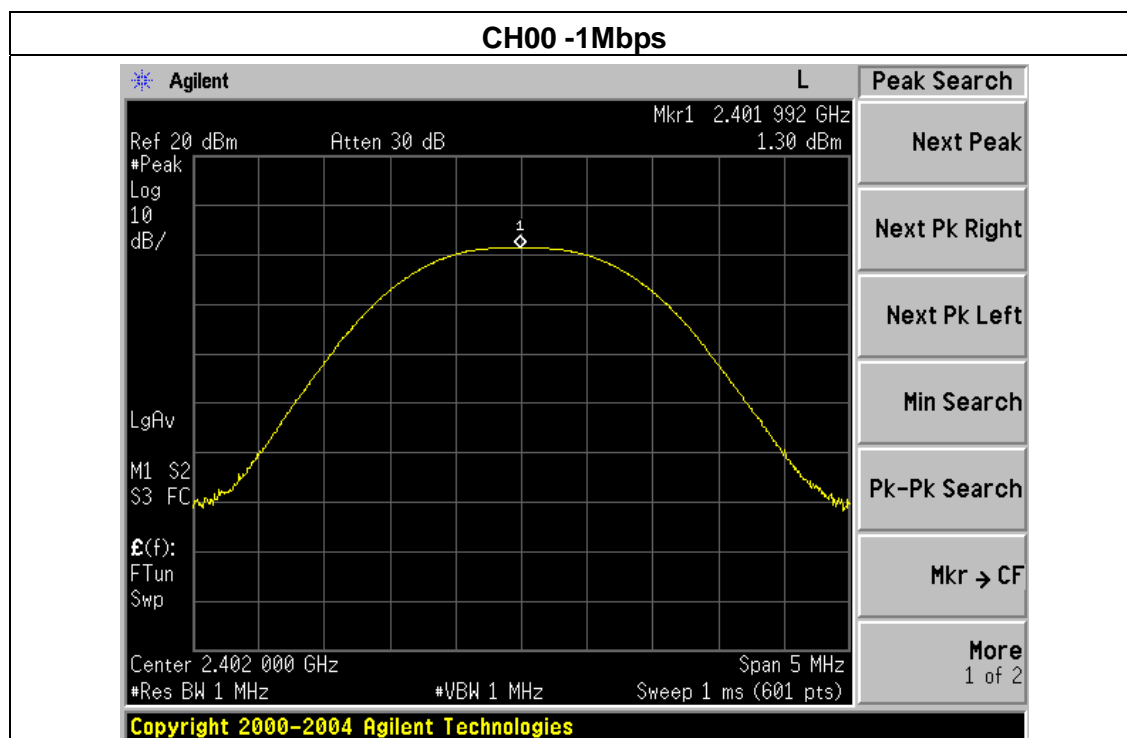 CH00 -1Mbps
Agilent L Peak Search
Mkr1 2.401 992 GHz
Ref 20 dBm Atten 30 dB 1.30 dBm
#Peak
Log
10
dB/
1
LgAv
M1 S2
S3 FC
£(f):
FTun
Swp
Center 2.402 000 GHz Span 5 MHz
#Res BW 1 MHz #VBW 1 MHz Sweep 1 ms (601 pts)
Copyright 2000-2004 Agilent Technologies
Next Peak
Next Pk Right
Next Pk Left
Min Search
Pk-Pk Search
Mkr → CF
More
1 of 2